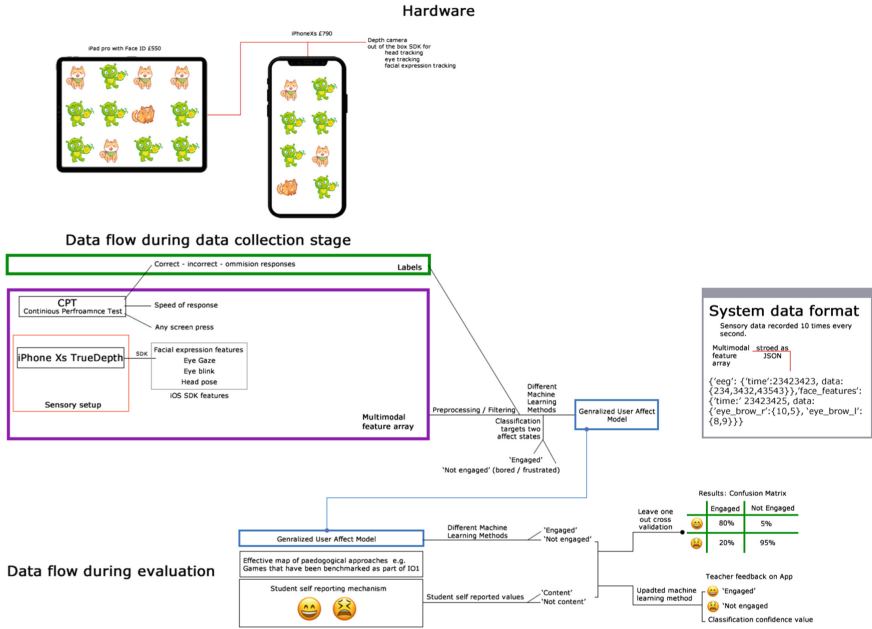 Hardware
iPad pro with Face ID £550
iPhoneXs £790
Depth camera
out of the box SDK for
head tracking
eye tracking
facial expression tracking
Data flow during data collection stage
Correct - incorrect - ommision responses
Labels
CPT
Continious Perfroamnce Test
Speed of response
Any screen press
iPhone Xs TrueDepth
SDK
Facial expression features
Eye Gaze
Eye blink
Head pose
iOS SDK features
Sensory setup
Multimodal
feature array
Preprocessing / Filtering
Different
Machine
Learning
Methods
Classification
targets two
affect states
'Engaged'
'Not engaged' (bored / frustrated)
Genralized User Affect
Model
System data format
Sensory data recorded 10 times every
second.
Multimodal
feature
array
stroed as
JSON
{'eeg': {'time':23423423, data:
{234,3432,43543}},'face_features':
{'time:' 23423425, data:
{'eye_brow_r':{10,5}, 'eye_brow_l':
{8,9}}}
Data flow during evaluation
Genralized User Affect Model
Different Machine
Learning Methods
'Engaged'
'Not engaged'
Effective map of paedogogical approaches e.g.
Games that have been benchmarked as part of IO1
Student self reporting mechanism
Student self reported values
'Content'
'Not content'
Leave one
out cross
validation
Results: Confusion Matrix
Engaged Not Engaged
80% 5%
20% 95%
Upadted machine
learning method
Teacher feedback on App
'Engaged'
'Not engaged
Classification confidence value